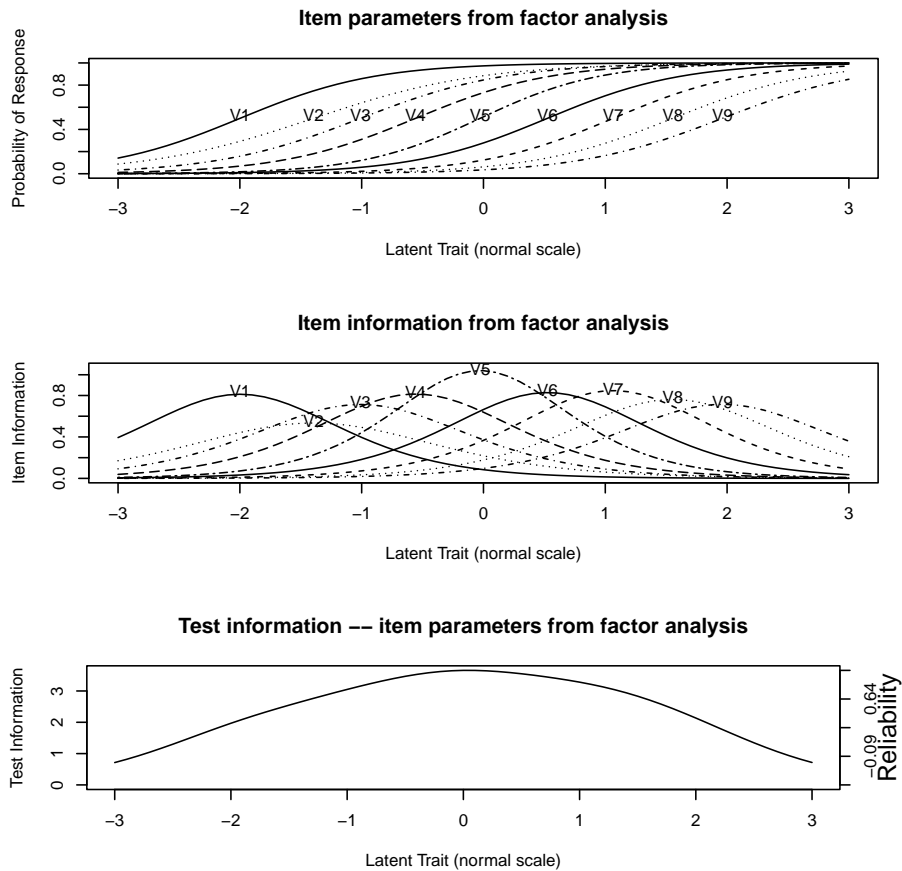 Item parameters from factor analysis
Probability of Response
0.0 0.4 0.8
V1 V2 V3 V4 V5 V6 V7 V8 V9
−3 −2 −1 0 1 2 3
Latent Trait (normal scale)
Item information from factor analysis
Item Information
0.0 0.4 0.8
V1 V2 V3 V4 V5 V6 V7 V8 V9
−3 −2 −1 0 1 2 3
Latent Trait (normal scale)
Test information −− item parameters from factor analysis
Test Information
0 1 2 3
−0.09 0.64
Reliability
−3 −2 −1 0 1 2 3
Latent Trait (normal scale)